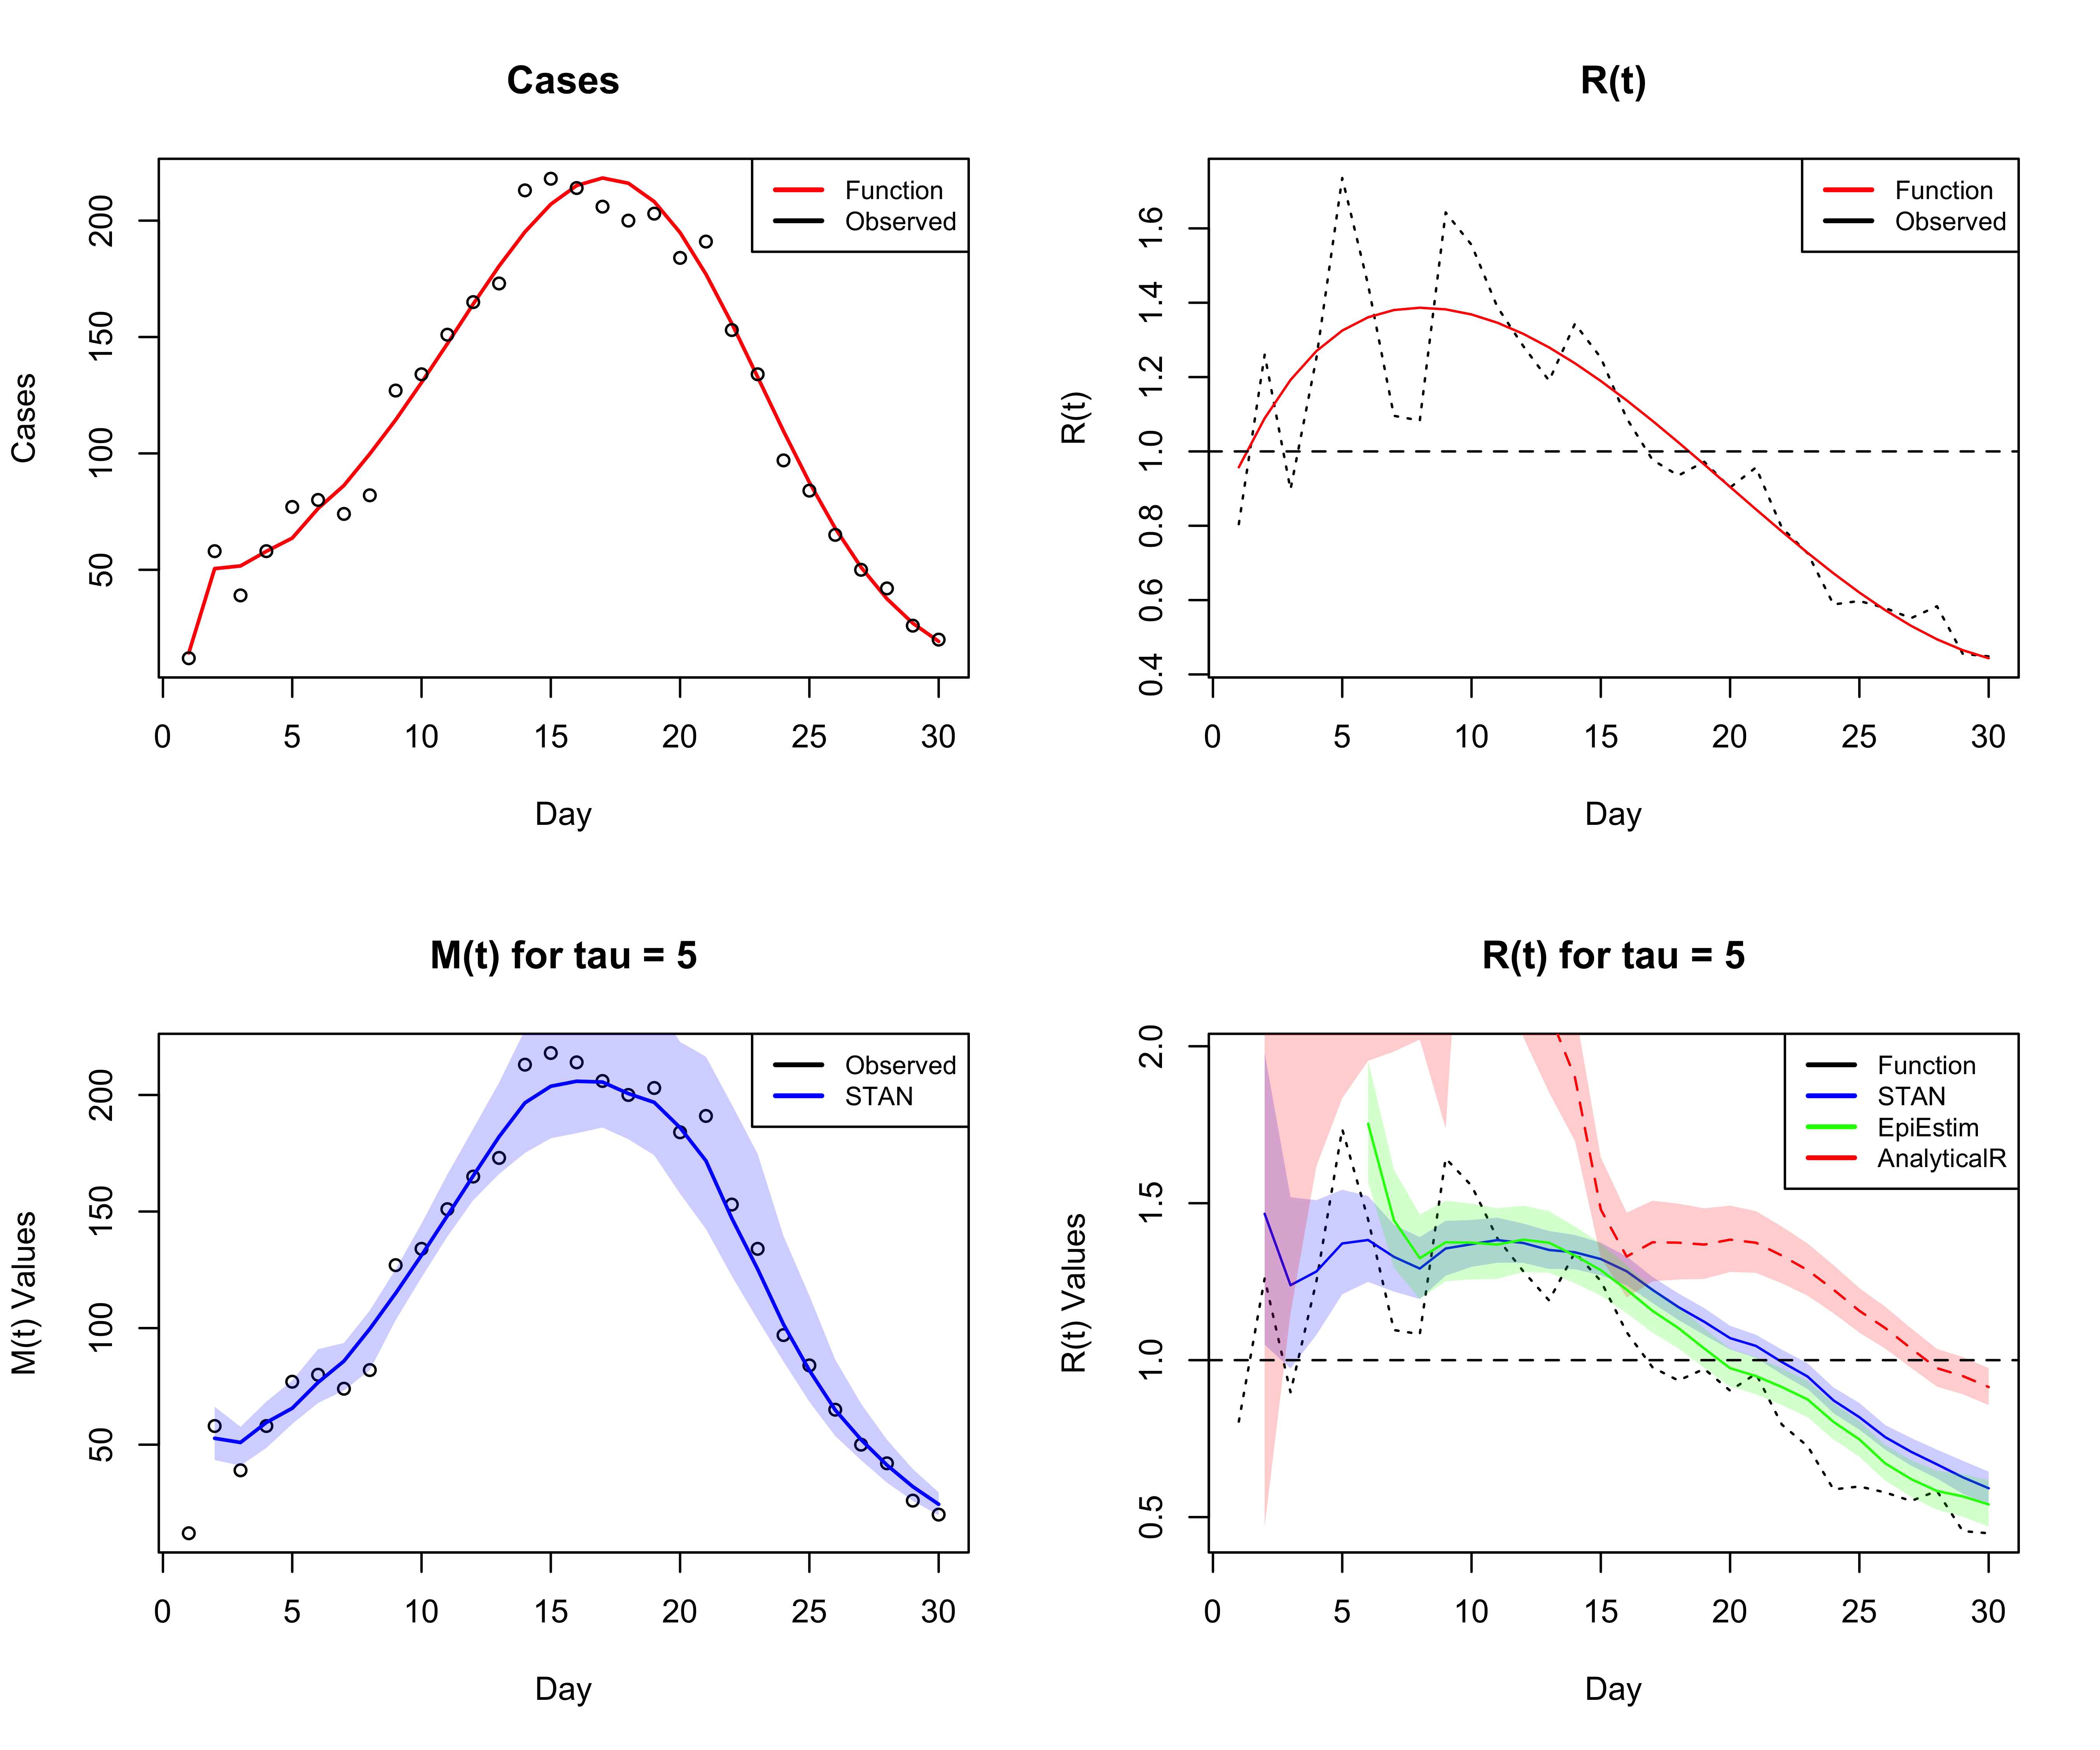 Cases
Cases
50
100
150
200
Function
Observed
0 5 10 15 20 25 30
Day
R(t)
R(t)
0.4
0.6
0.8
1.0
1.2
1.4
1.6
Function
Observed
0 5 10 15 20 25 30
Day
M(t) for tau = 5
M(t) Values
50
100
150
200
Observed
STAN
0 5 10 15 20 25 30
Day
R(t) for tau = 5
R(t) Values
0.5
1.0
1.5
2.0
Function
STAN
EpiEstim
AnalyticalR
0 5 10 15 20 25 30
Day